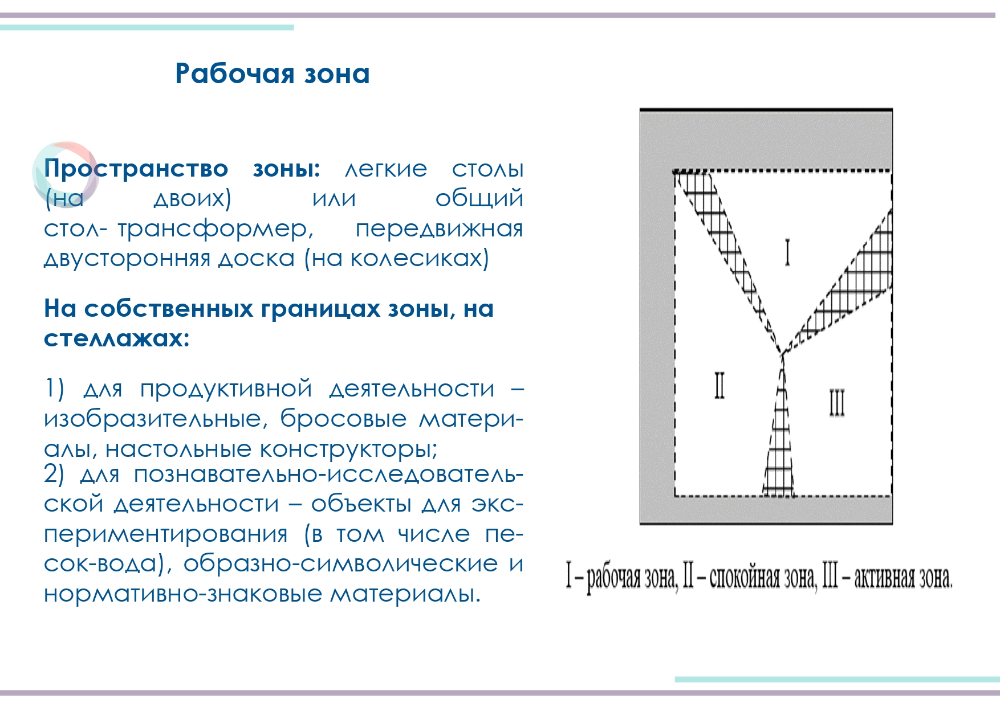 Рабочая зона
Пространство зоны: легкие столы
(на двоих) или общий
стол- трансформер, передвижная
двусторонняя доска (на колесиках)
На собственных границах зоны, на
стеллажах:
1) для продуктивной деятельности –
изобразительные, бросовые матери-
алы, настольные конструкторы;
2) для познавательно-исследователь-
ской деятельности – объекты для экс-
периментирования (в том числе пе-
сок-вода), образно-символические и
нормативно-знаковые материалы.
I
II
III
I – рабочая зона, II – спокойная зона, III – активная зона.